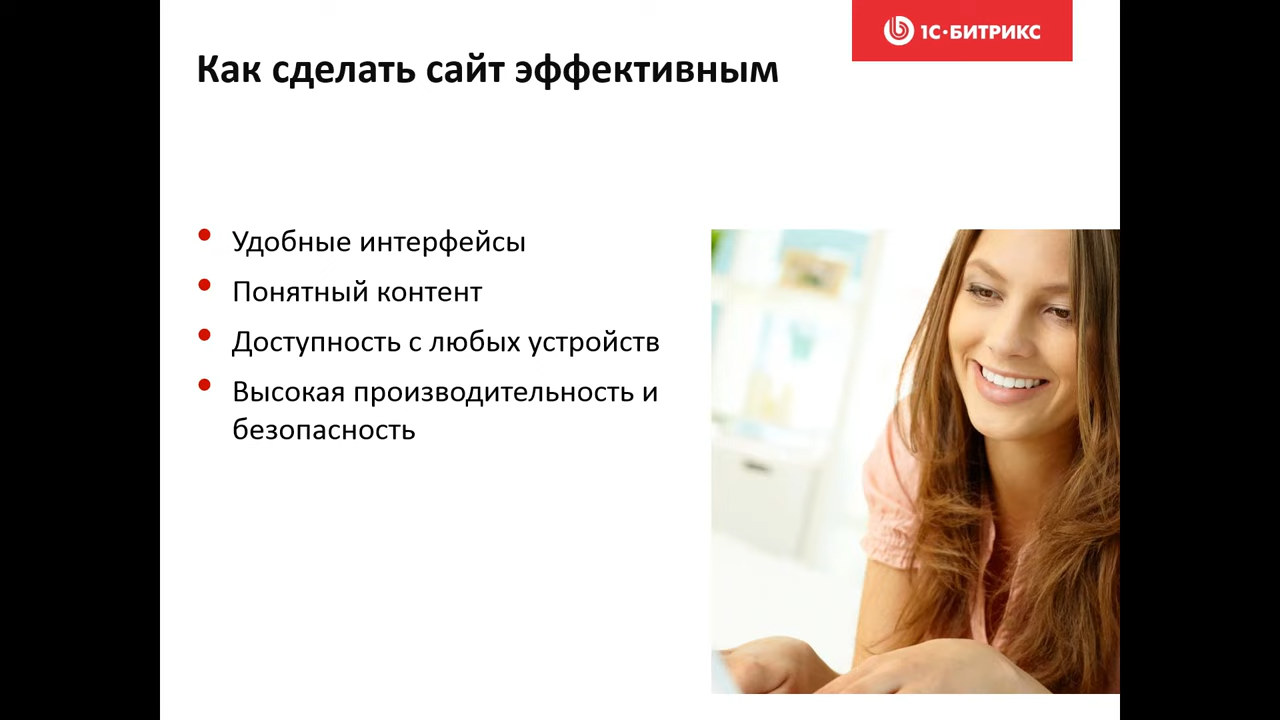 1С•БИТРИКС
Как сделать сайт эффективным
• Удобные интерфейсы
• Понятный контент
• Доступность с любых устройств
• Высокая производительность и
безопасность